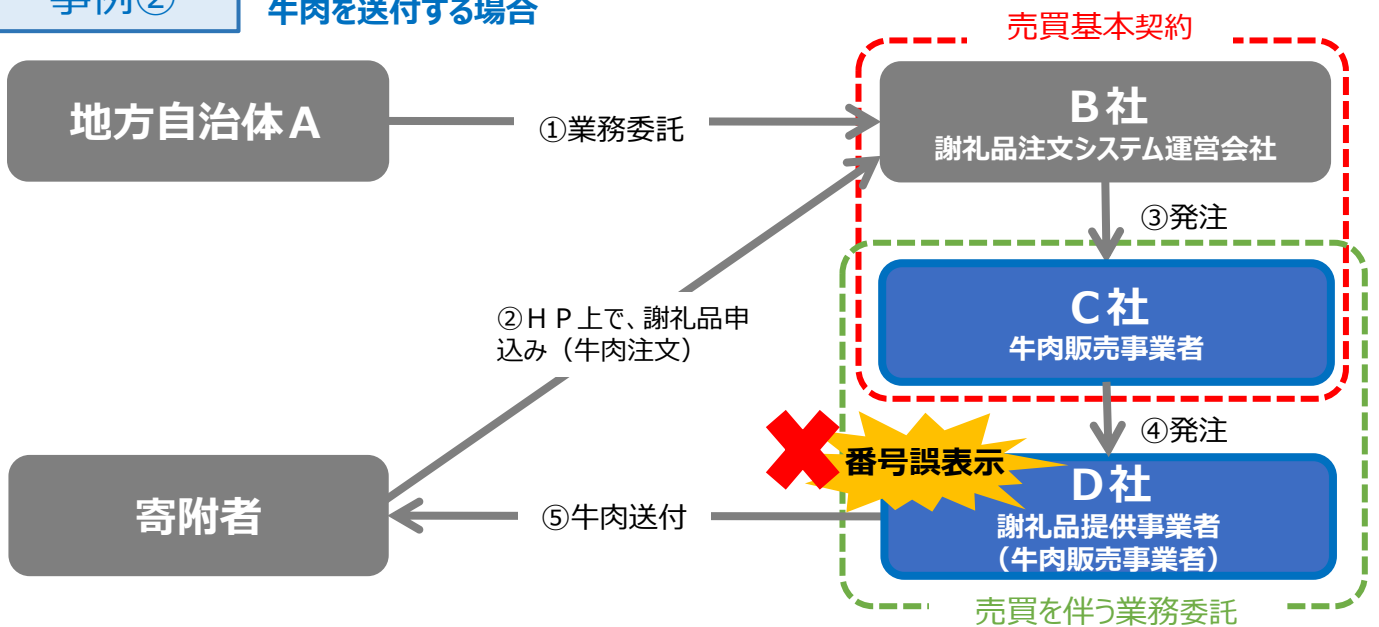 事例②
牛肉を送付する場合
売買基本契約
地方自治体Ａ
①業務委託
Ｂ社
謝礼品注文システム運営会社
③発注
②ＨＰ上で、謝礼品申
込み（牛肉注文）
Ｃ社
牛肉販売事業者
④発注
番号誤表示
寄附者
⑤牛肉送付
Ｄ社
謝礼品提供事業者
（牛肉販売事業者）
売買を伴う業務委託